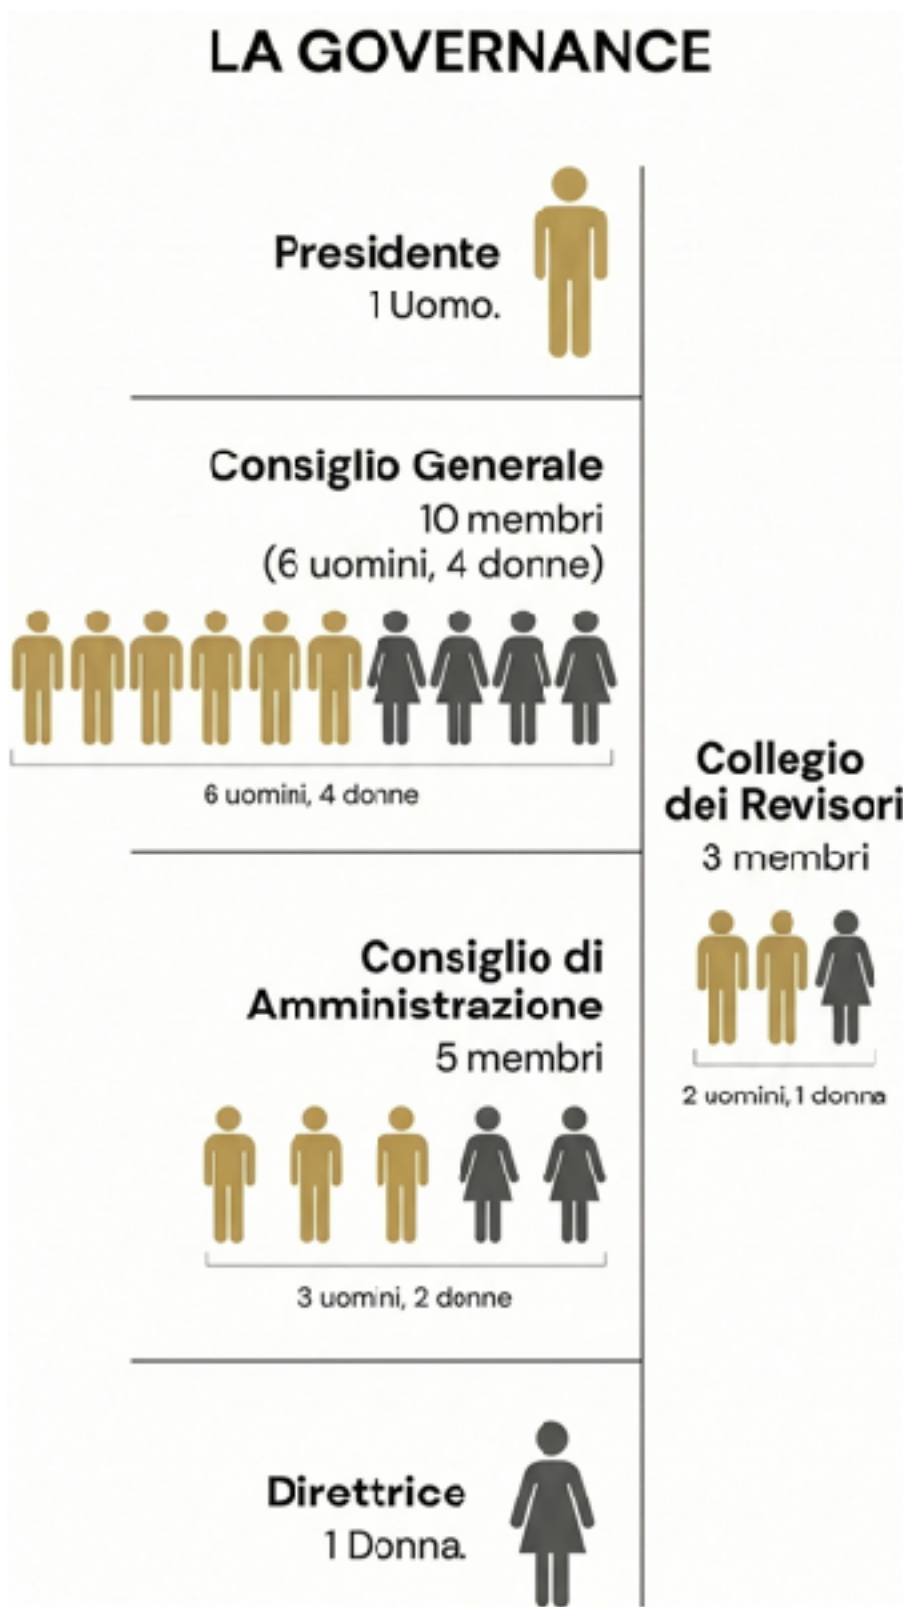 LA GOVERNANCE
Presidente
1 Uomo.
Consiglio Generale
10 membri
(6 uomini, 4 donne)
6 uomini, 4 donne
Collegio
dei Revisori
3 membri
2 uomini, 1 donna
Consiglio di
Amministrazione
5 membri
3 uomini, 2 donne
Direttrice
1 Donna.